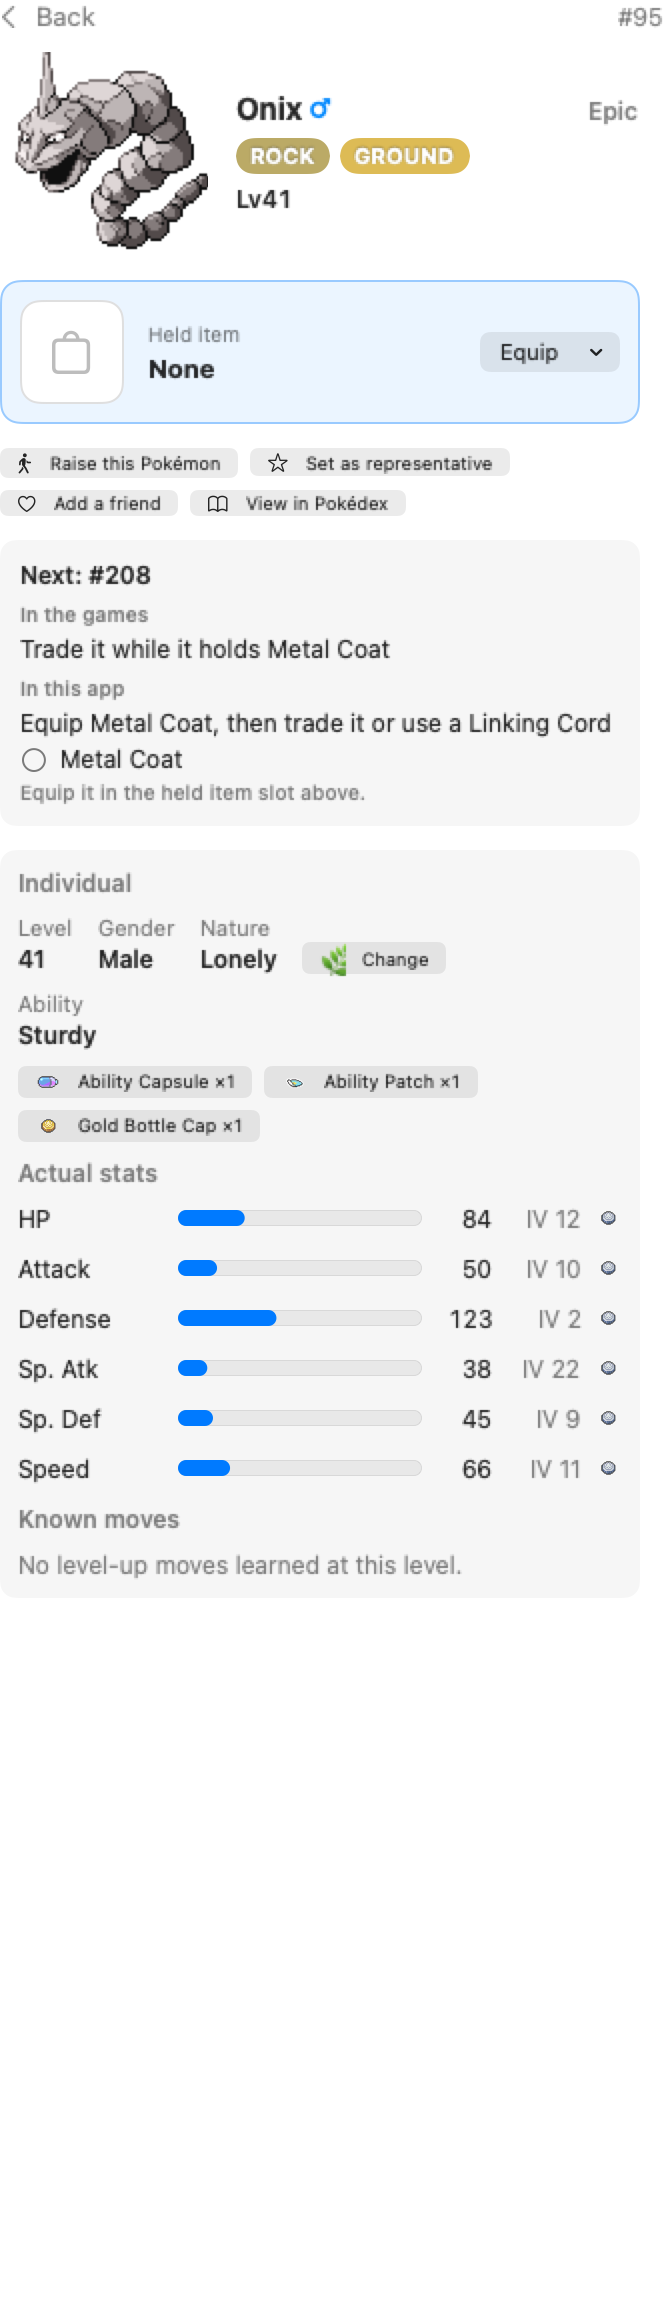 Back #95
Onix ♂ Epic
ROCK GROUND
Lv41
Held item
None
Equip
Raise this Pokémon Set as representative
Add a friend View in Pokédex
Next: #208
In the games
Trade it while it holds Metal Coat
In this app
Equip Metal Coat, then trade it or use a Linking Cord
Metal Coat
Equip it in the held item slot above.
Individual
Level Gender Nature
41 Male Lonely Change
Ability
Sturdy
Ability Capsule ×1 Ability Patch ×1
Gold Bottle Cap ×1
Actual stats
HP 84 IV 12
Attack 50 IV 10
Defense 123 IV 2
Sp. Atk 38 IV 22
Sp. Def 45 IV 9
Speed 66 IV 11
Known moves
No level-up moves learned at this level.